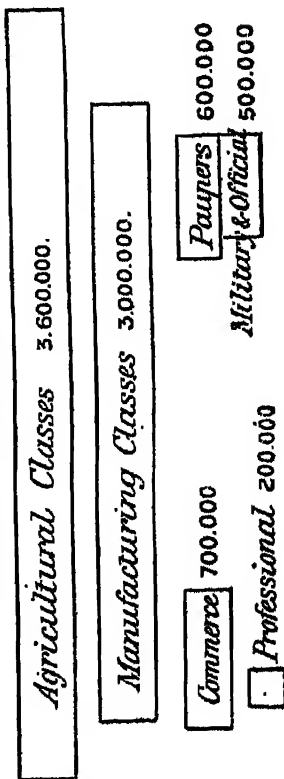 Agricultural Classes 3.600.000.
Manufacturing Classes 3.000.000.
Commerce 700.000
Paupers 600.000
Professional 200.000
Military & Official 500.000